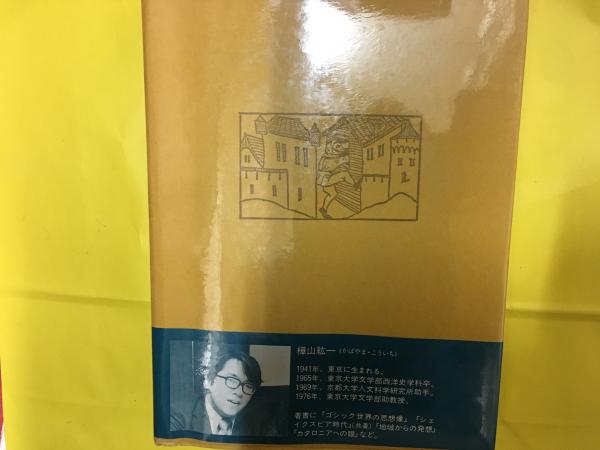 樺山紘一(かばやま・こういち)
1941年、東京に生まれる。
1965年、東京大学文学部西洋史学科卒。
1969年、京都大学人文科学研究所助手。
1976年、東京大学文学部助教授。
著書に『ゴシック世界の思想像』『シェ
イクスピア時代』(共著)『地域からの発想』
『カタロニアへの眼』など。